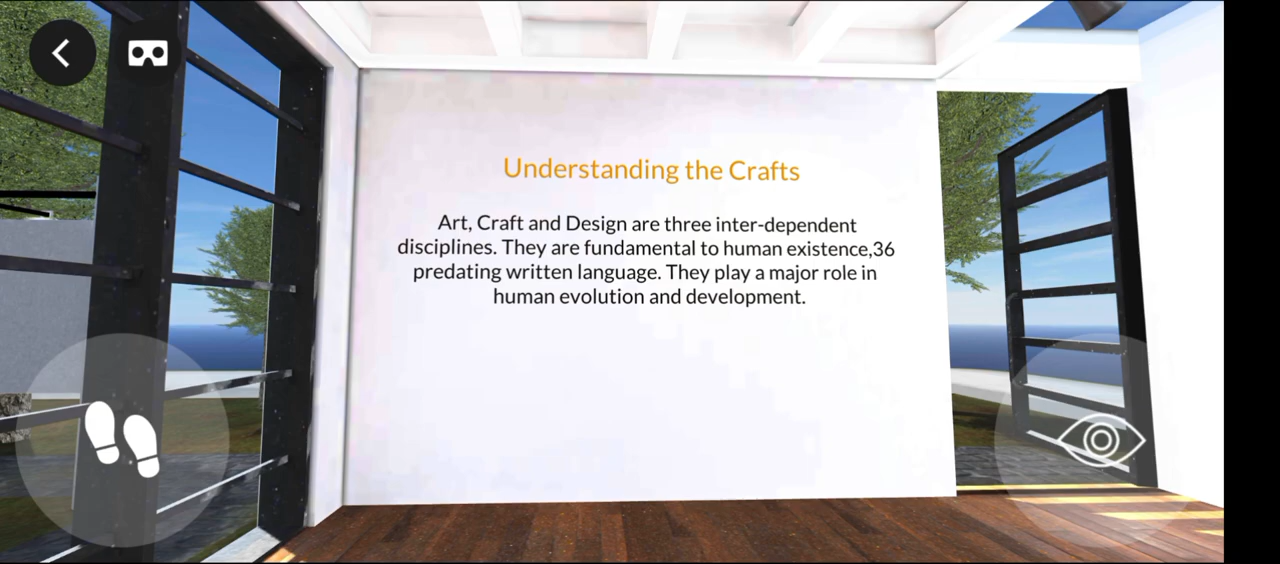 Understanding the Crafts
Art, Craft and Design are three inter-dependent
disciplines. They are fundamental to human existence,36
predating written language. They play a major role in
human evolution and development.